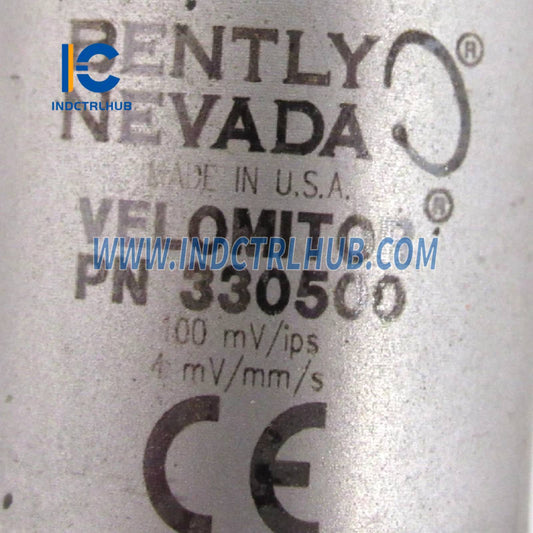 BENTLY ®
NEVADA
INDCTRLHUB
MADE IN U.S.A.
VELOMITOR®
WWW.INDCTRLHUB.COM
PN 330500
100 mV/ips
4 mV/mm/s
CE